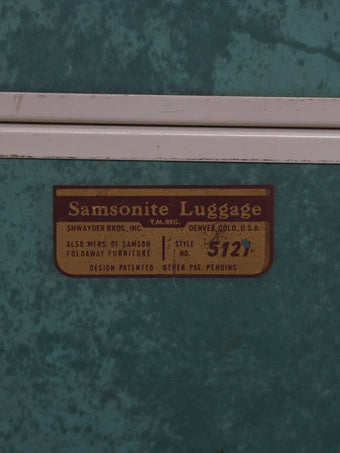 Samsonite Luggage
T.M.REG.
SHWAYDER BROS., INC. DENVER, COLO., U.S.A.
ALSO MFRS. OF SAMSON STYLE
FOLDAWAY FURNITURE NO. 5121
DESIGN PATENTED OTHER PAT. PENDING